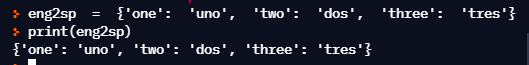 > eng2sp = {'one': 'uno', 'two': 'dos', 'three': 'tres'}
> print(eng2sp)
{'one': 'uno', 'two': 'dos', 'three': 'tres'}
>